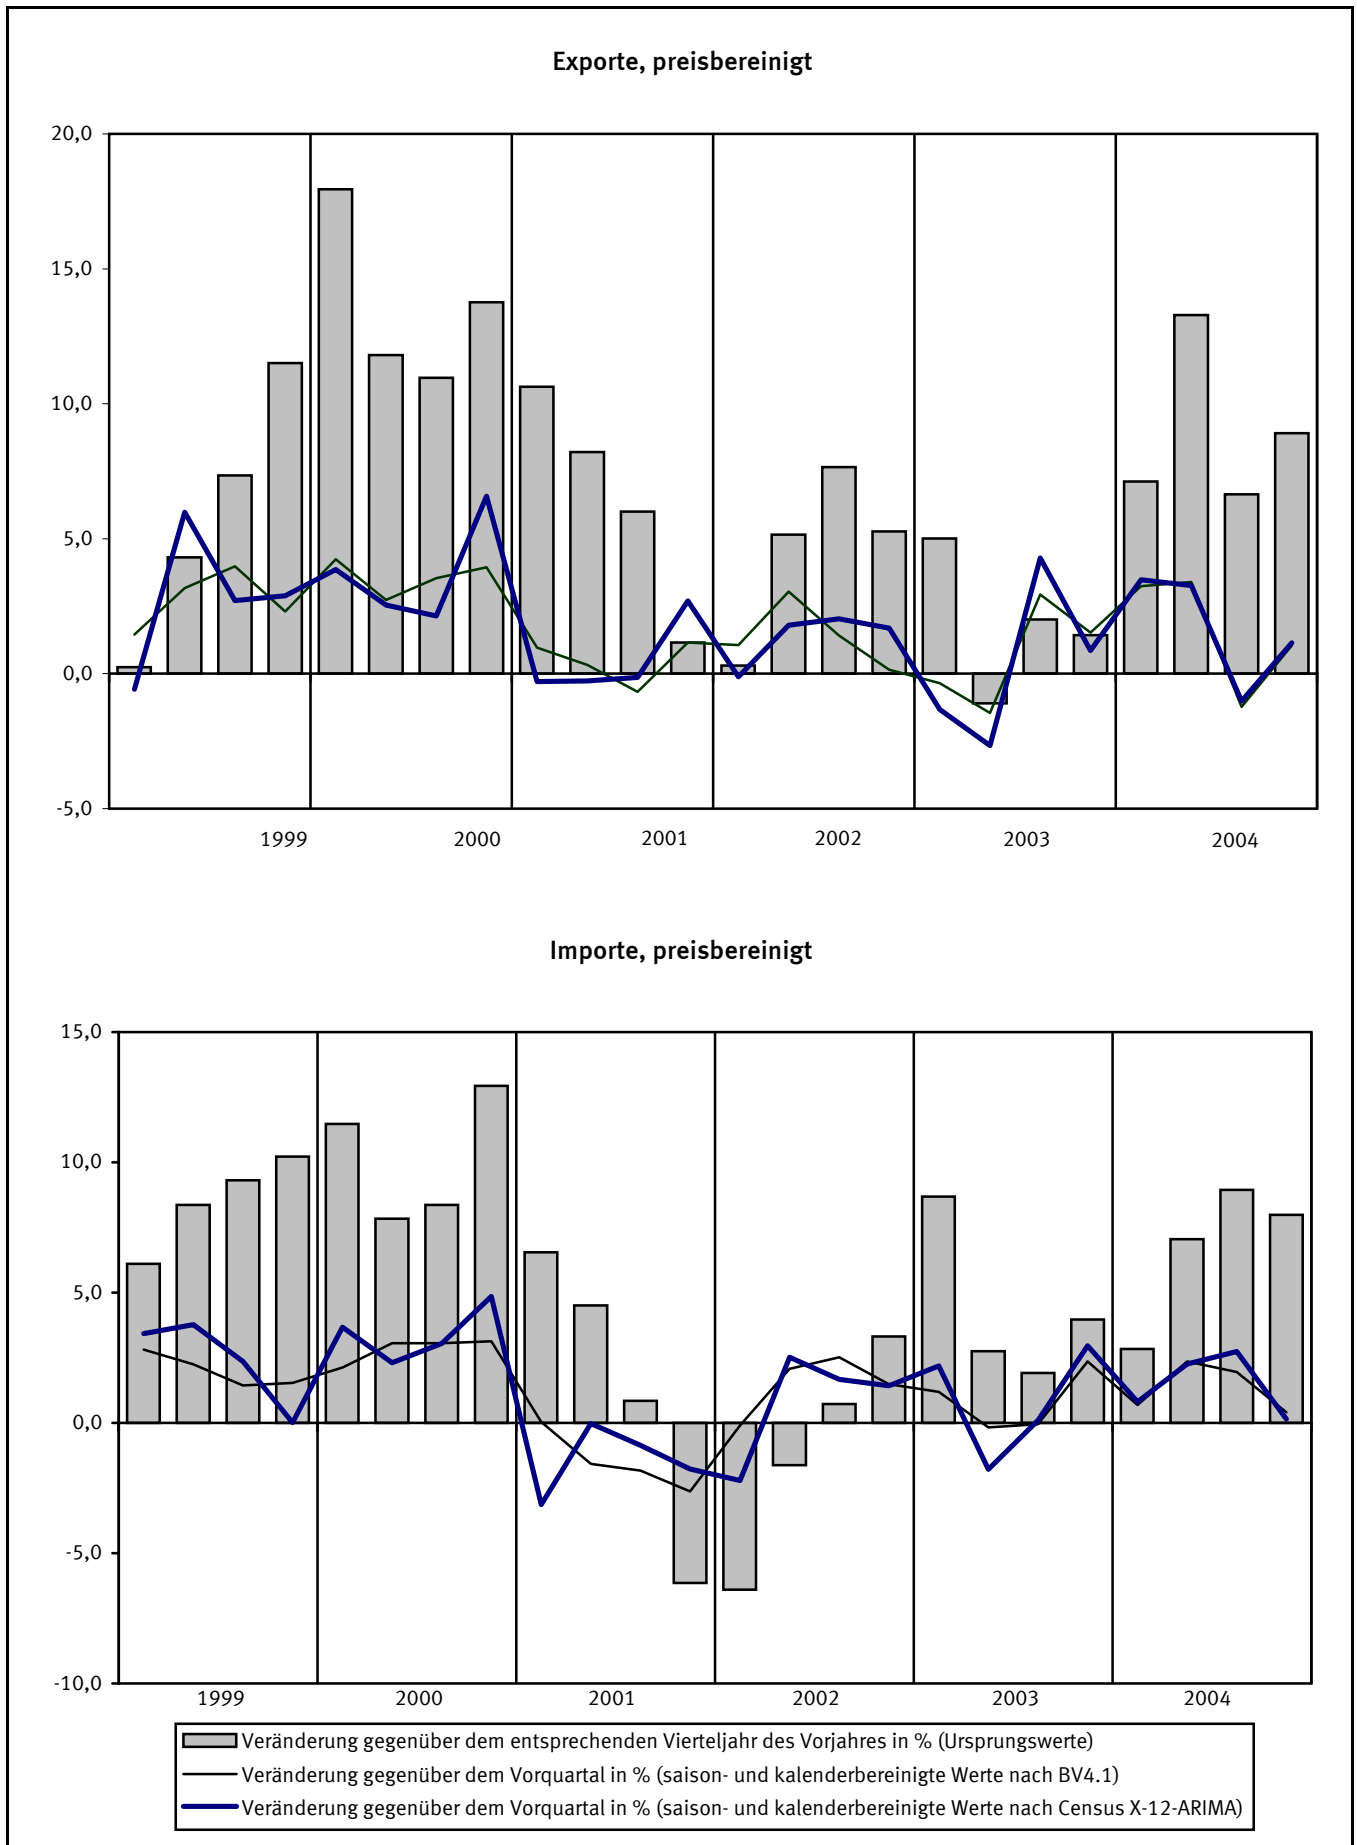 Exporte, preisbereinigt
20,0
15,0
10,0
5,0
0,0
-5,0
1999 2000 2001 2002 2003 2004
Importe, preisbereinigt
15,0
10,0
5,0
0,0
-5,0
-10,0
1999 2000 2001 2002 2003 2004
Veränderung gegenüber dem entsprechenden Vierteljahr des Vorjahres in % (Ursprungswerte)
Veränderung gegenüber dem Vorquartal in % (saison- und kalenderbereinigte Werte nach BV4.1)
Veränderung gegenüber dem Vorquartal in % (saison- und kalenderbereinigte Werte nach Census X-12-ARIMA)